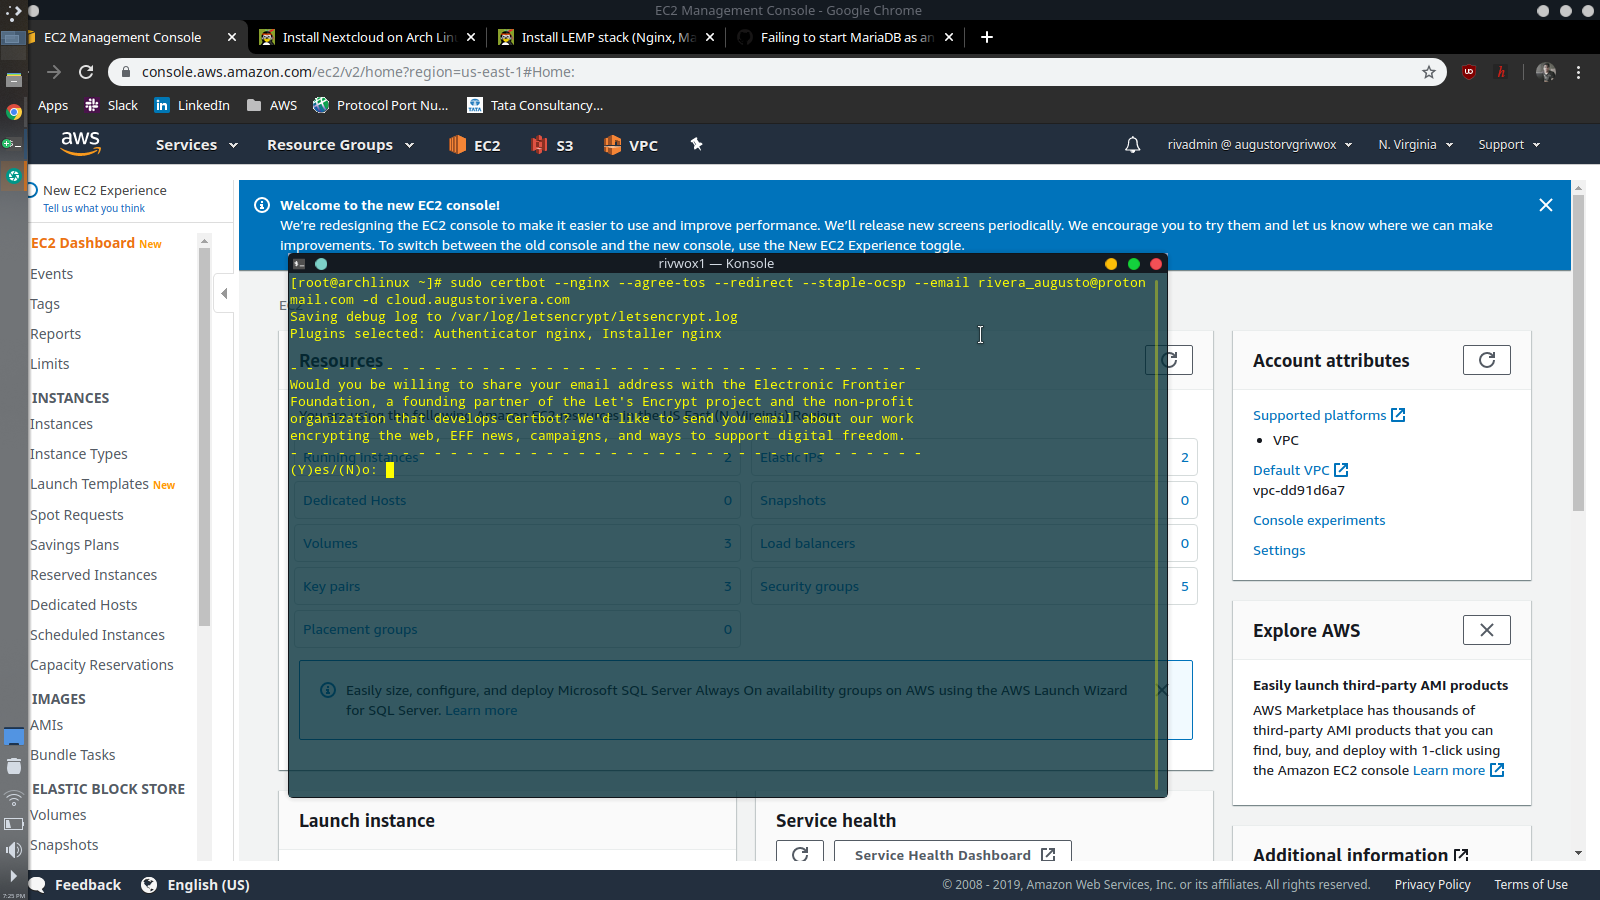 EC2 Management Console - Google Chrome
EC2 Management Console
Install Nextcloud on Arch Lin
Install LEMP stack (Nginx, Ma
Failing to start MariaDB as an
console.aws.amazon.com/ec2/v2/home?region=us-east-1#Home:
Apps
Slack
LinkedIn
AWS
Protocol Port Nu...
Tata Consultancy...
aws
Services
Resource Groups
EC2
S3
VPC
rivadmin @ augustorvgrivwox
N. Virginia
Support
New EC2 Experience
Tell us what you think
EC2 Dashboard New
Events
Tags
Reports
Limits
INSTANCES
Instances
Instance Types
Launch Templates New
Spot Requests
Savings Plans
Reserved Instances
Dedicated Hosts
Scheduled Instances
Capacity Reservations
IMAGES
AMIs
Bundle Tasks
ELASTIC BLOCK STORE
Volumes
Snapshots
Welcome to the new EC2 console!
We're redesigning the EC2 console to make it easier to use and improve performance. We'll release new screens periodically. We encourage you to try them and let us know where we can make
improvements. To switch between the old console and the new console, use the New EC2 Experience toggle.
rivwox1 — Konsole
[root@archlinux ~]# sudo certbot --nginx --agree-tos --redirect --staple-ocsp --email rivera_augusto@proton
mail.com -d cloud.augustorivera.com
Saving debug log to /var/log/letsencrypt/letsencrypt.log
Plugins selected: Authenticator nginx, Installer nginx
- - - - - - - - - - - - - - - - - - - - - - - - - - - - - - - - - - - - - - - -
Would you be willing to share your email address with the Electronic Frontier
Foundation, a founding partner of the Let's Encrypt project and the non-profit
organization that develops Certbot? We'd like to send you email about our work
encrypting the web, EFF news, campaigns, and ways to support digital freedom.
- - - - - - - - - - - - - - - - - - - - - - - - - - - - - - - - - - - - - - - -
(Y)es/(N)o:
Resources
Running instances 2
Elastic IPs 2
Dedicated Hosts 0
Snapshots 0
Volumes 3
Load balancers 0
Key pairs 3
Security groups 5
Placement groups 0
Easily size, configure, and deploy Microsoft SQL Server Always On availability groups on AWS using the AWS Launch Wizard
for SQL Server. Learn more
Launch instance
Service health
Service Health Dashboard
Account attributes
Supported platforms
VPC
Default VPC
vpc-dd91d6a7
Console experiments
Settings
Explore AWS
Easily launch third-party AMI products
AWS Marketplace has thousands of
third-party AMI products that you can
find, buy, and deploy with 1-click using
the Amazon EC2 console Learn more
Additional information
Feedback
English (US)
© 2008 - 2019, Amazon Web Services, Inc. or its affiliates. All rights reserved.
Privacy Policy
Terms of Use
7:25 PM